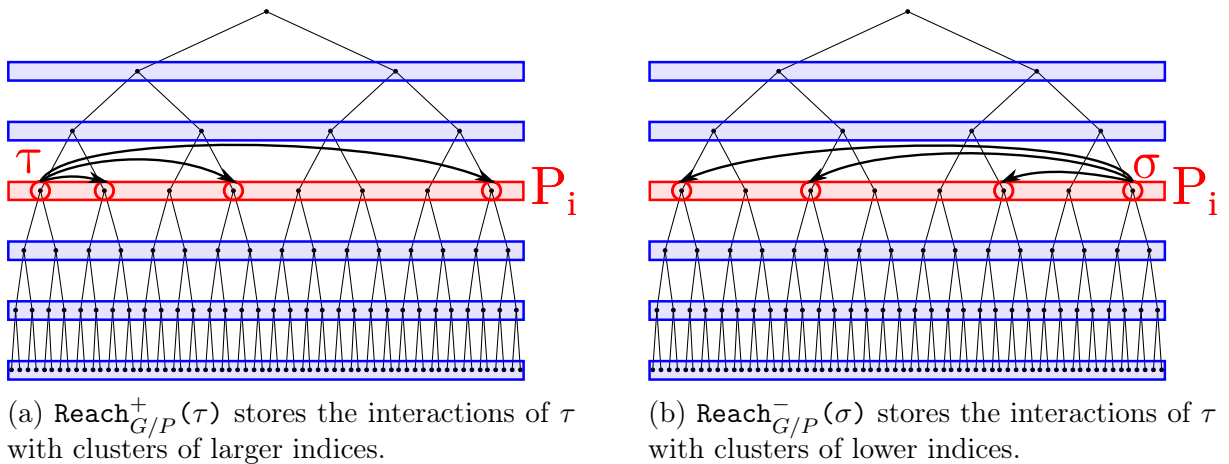 τ
P_i
σ
P_i
(a) Reach⁺_{G/P}(τ) stores the interactions of τ
with clusters of larger indices.
(b) Reach⁻_{G/P}(σ) stores the interactions of τ
with clusters of lower indices.